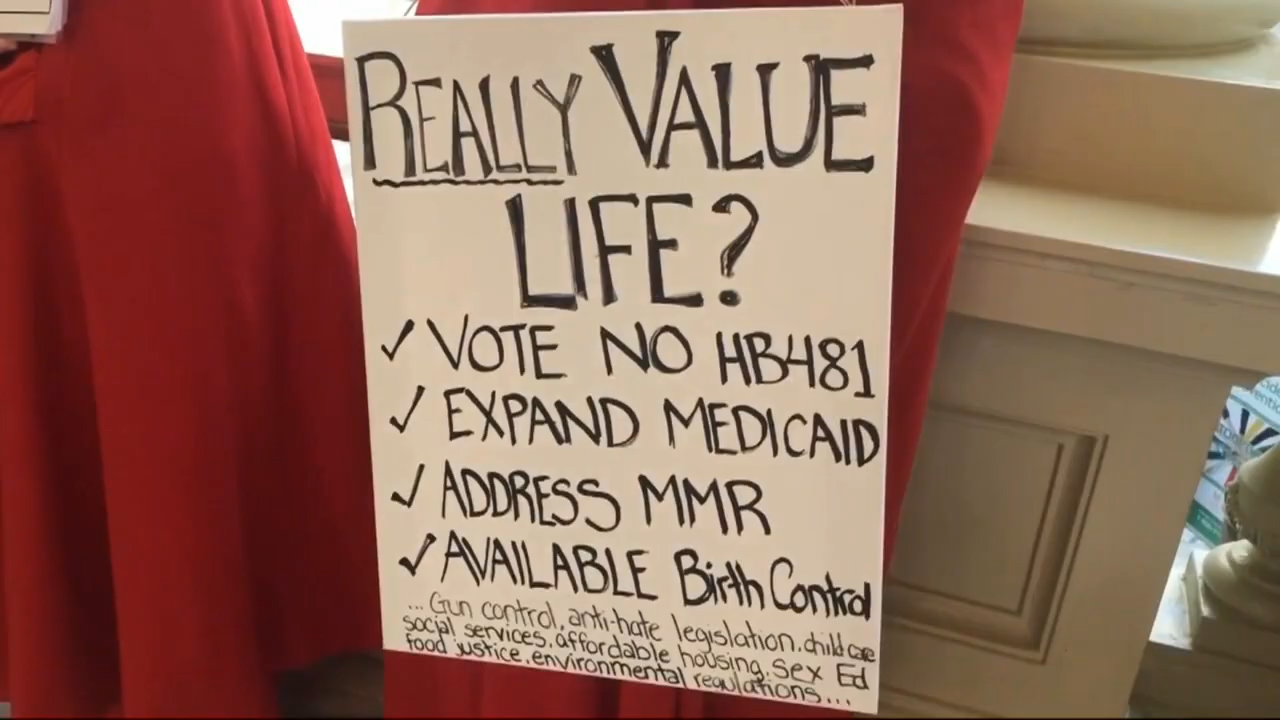 REALLY VALUE
LIFE?
✓ VOTE NO HB481
✓ EXPAND MEDICAID
✓ ADDRESS MMR
✓ AVAILABLE Birth Control
... Gun control, anti-hate legislation, child care
social services, affordable housing, sex Ed
food justice, environmental regulations...